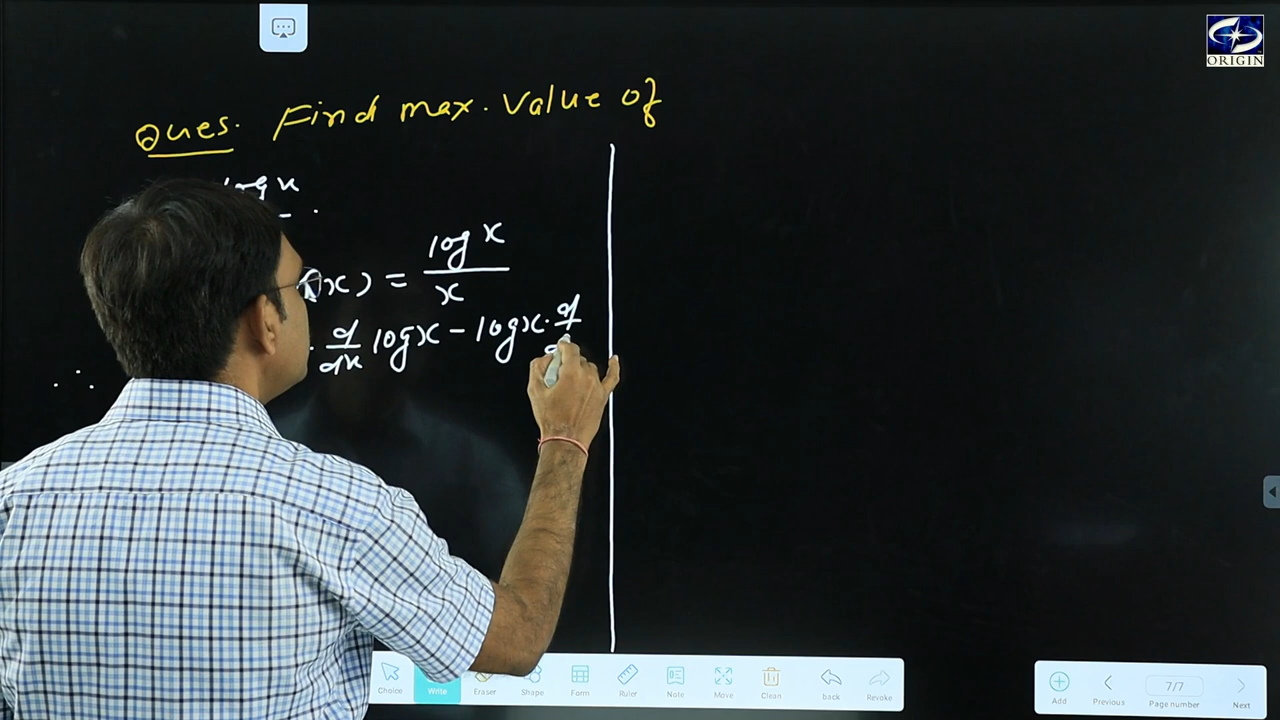 ORIGIN
Ques. Find max. Value of
log x
x) = log x
x
d/dx log x - log x . d
∴
Choice Write Eraser Shape Form Ruler Note Move Clean back Revoke
Add Previous 7/7 Page number Next